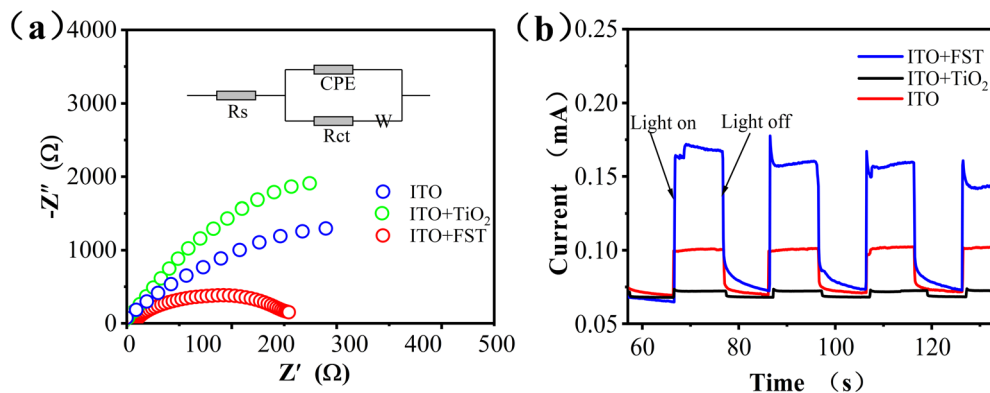 (a)
4000
3000
2000
1000
0
-Z″ (Ω)
CPE
Rs
Rct
W
ITO
ITO+TiO₂
ITO+FST
0
100
200
300
400
500
Z′ (Ω)
(b)
0.25
0.20
0.15
0.10
0.05
Current (mA)
ITO+FST
ITO+TiO₂
ITO
Light on
Light off
60
80
100
120
Time (s)